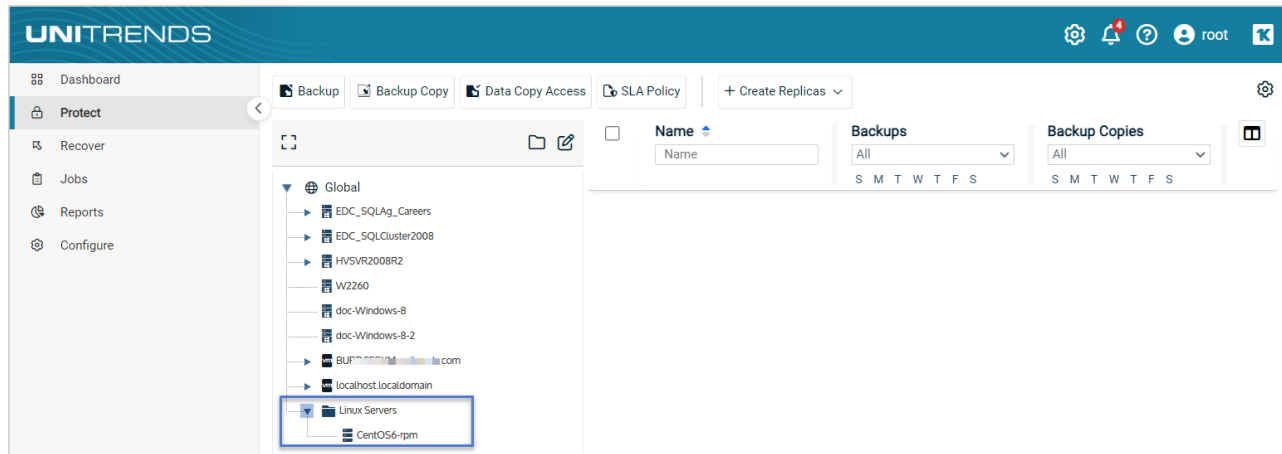 UNITRENDS
4
root
Dashboard
Protect
Recover
Jobs
Reports
Configure
Backup
Backup Copy
Data Copy Access
SLA Policy
+ Create Replicas
Name
Name
Backups
All
S M T W T F S
Backup Copies
All
S M T W T F S
Global
EDC_SQLAg_Careers
EDC_SQLCluster2008
HVSVR2008R2
W2260
doc-Windows-8
doc-Windows-8-2
vm
com
vm localhost.localdomain
Linux Servers
CentOS6-rpm